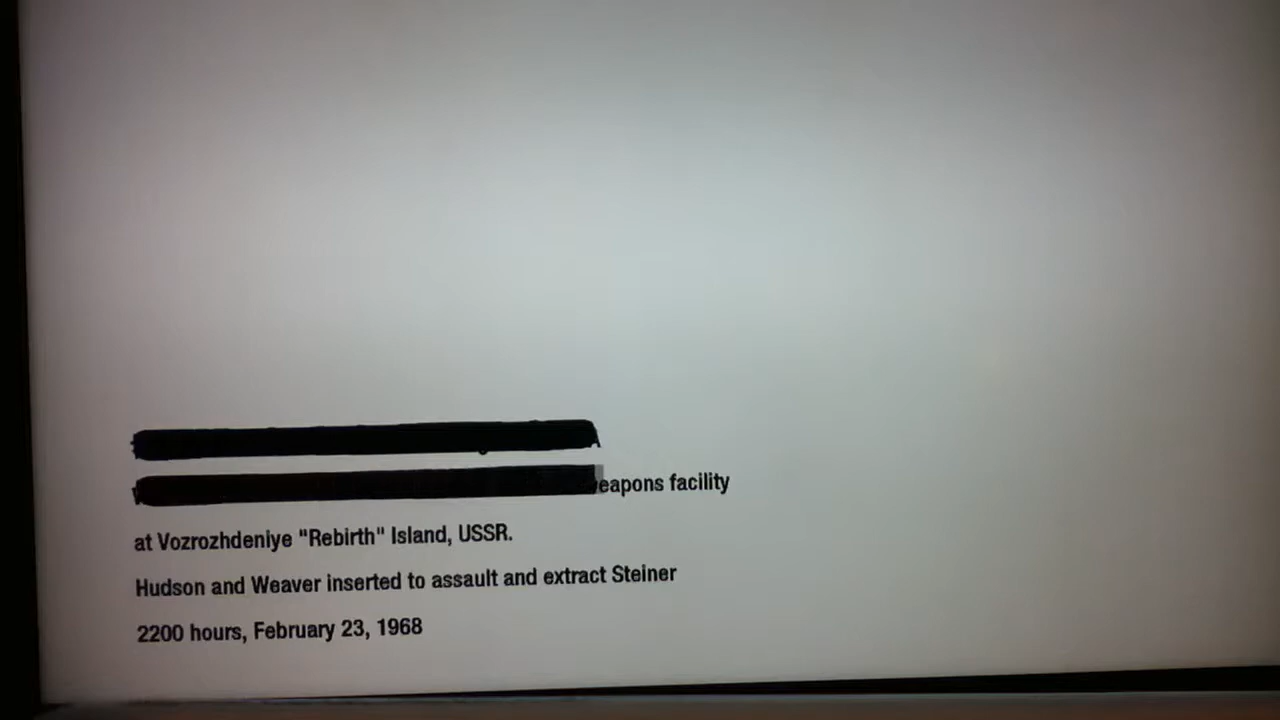 eapons facility
at Vozrozhdeniye "Rebirth" Island, USSR.
Hudson and Weaver inserted to assault and extract Steiner
2200 hours, February 23, 1968